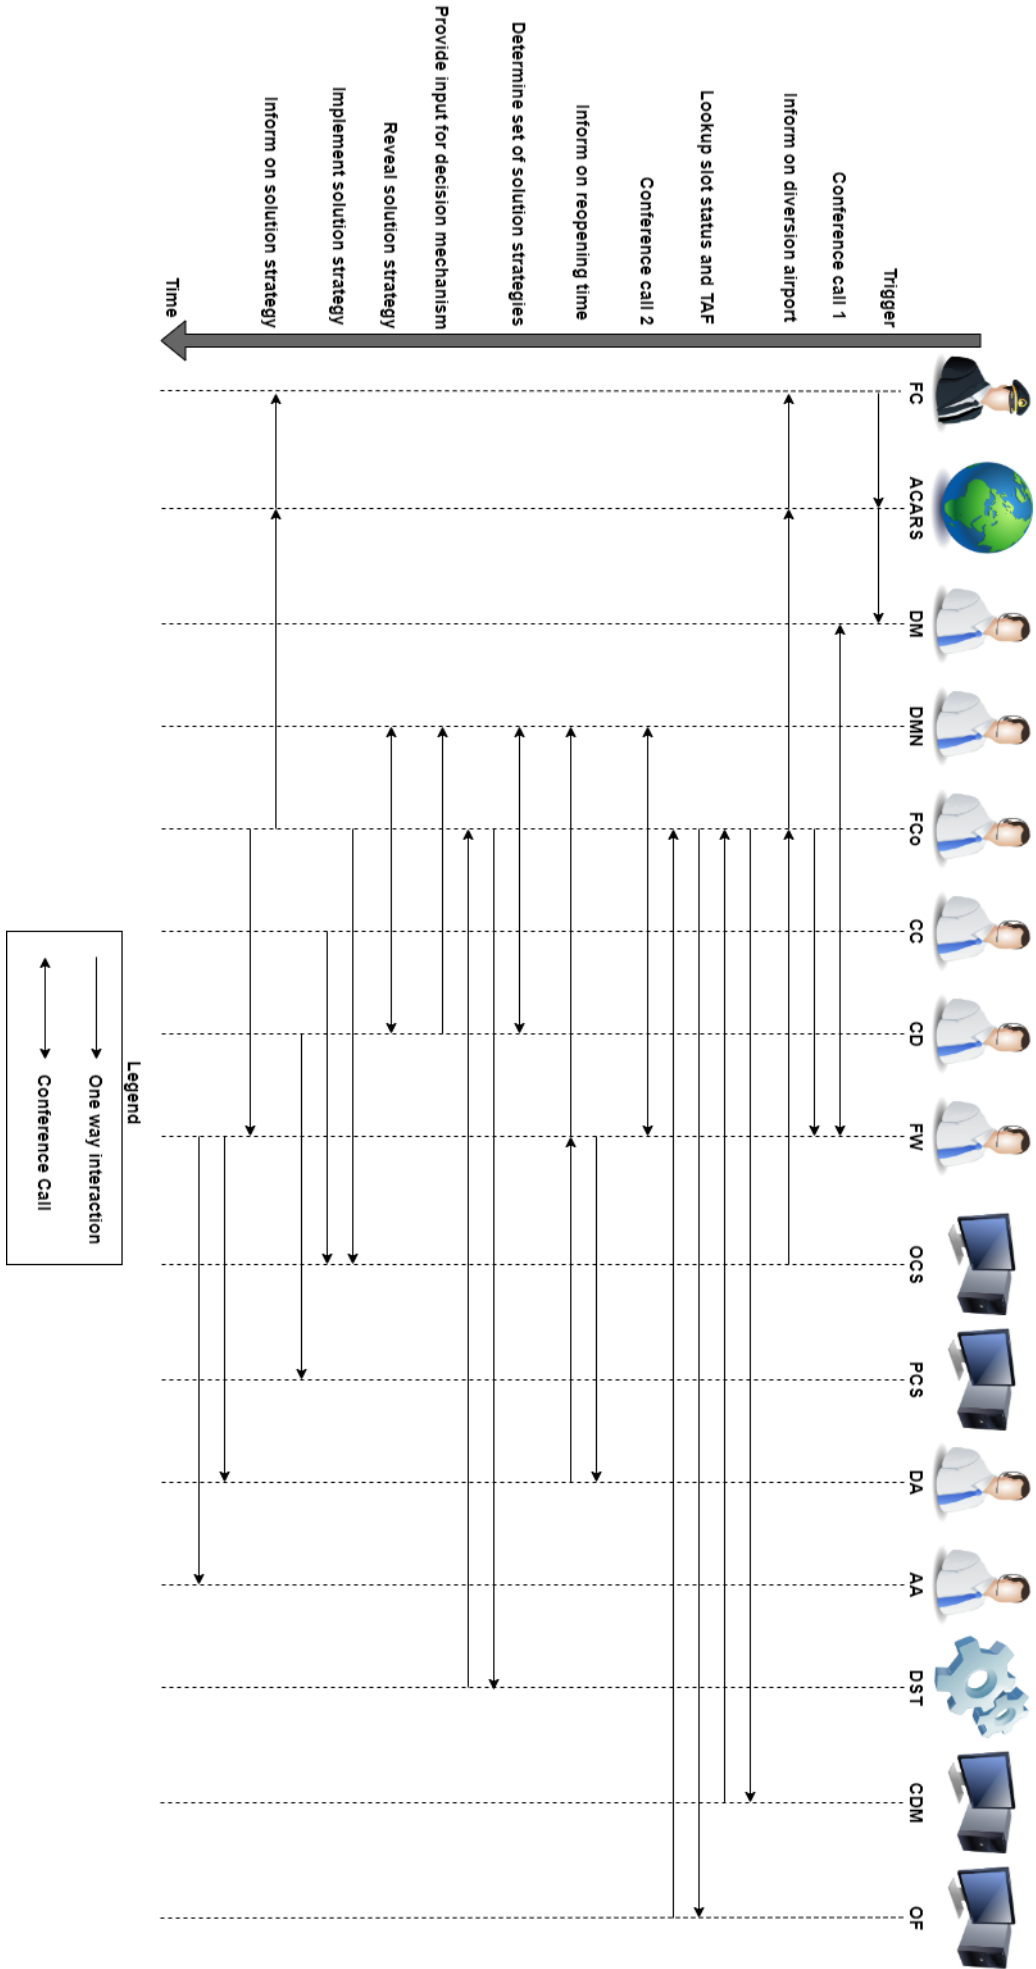 FC
ACARS
DM
DMN
FCo
CC
CD
FW
OCS
PCS
DA
AA
DST
CDM
OF
Trigger
Conference call 1
Inform on diversion airport
Lookup slot status and TAF
Conference call 2
Inform on reopening time
Determine set of solution strategies
Provide input for decision mechanism
Reveal solution strategy
Implement solution strategy
Inform on solution strategy
Time
Legend
One way interaction
Conference Call